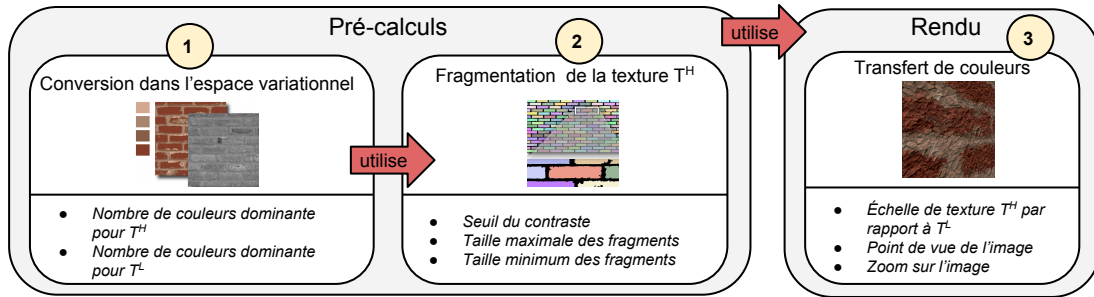 Pré-calculs
utilise
Rendu
1
Conversion dans l'espace variationnel
2
Fragmentation de la texture T^H
3
Transfert de couleurs
utilise
● Nombre de couleurs dominante
pour T^H
● Nombre de couleurs dominante
pour T^L
● Seuil du contraste
● Taille maximale des fragments
● Taille minimum des fragments
● Échelle de texture T^H par
rapport à T^L
● Point de vue de l'image
● Zoom sur l'image